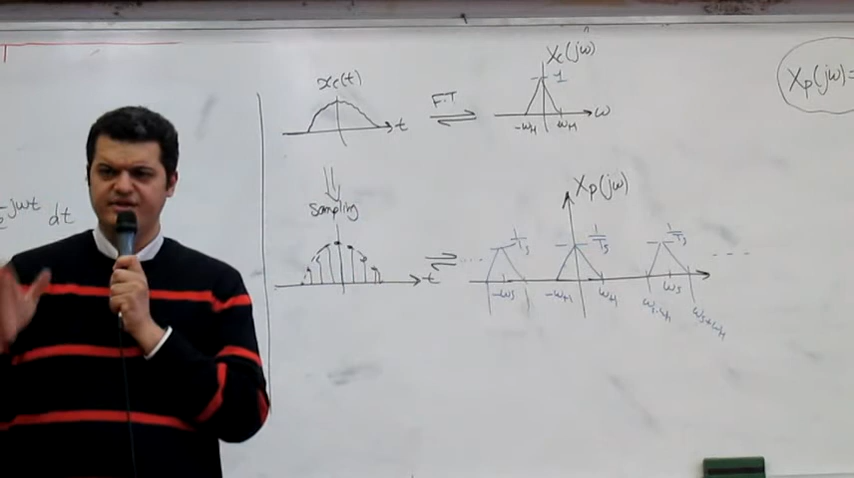 xc(t)
t
F.T
Xc(jω)
1
-ωM
+ωM
ω
Xp(jω)=
e^-jωt dt
Sampling
t
Xp(jω)
1/Ts
1/Ts
1/Ts
-ωs
-ωM
ωM
ωs-ωM
ωs
ωs+ωM